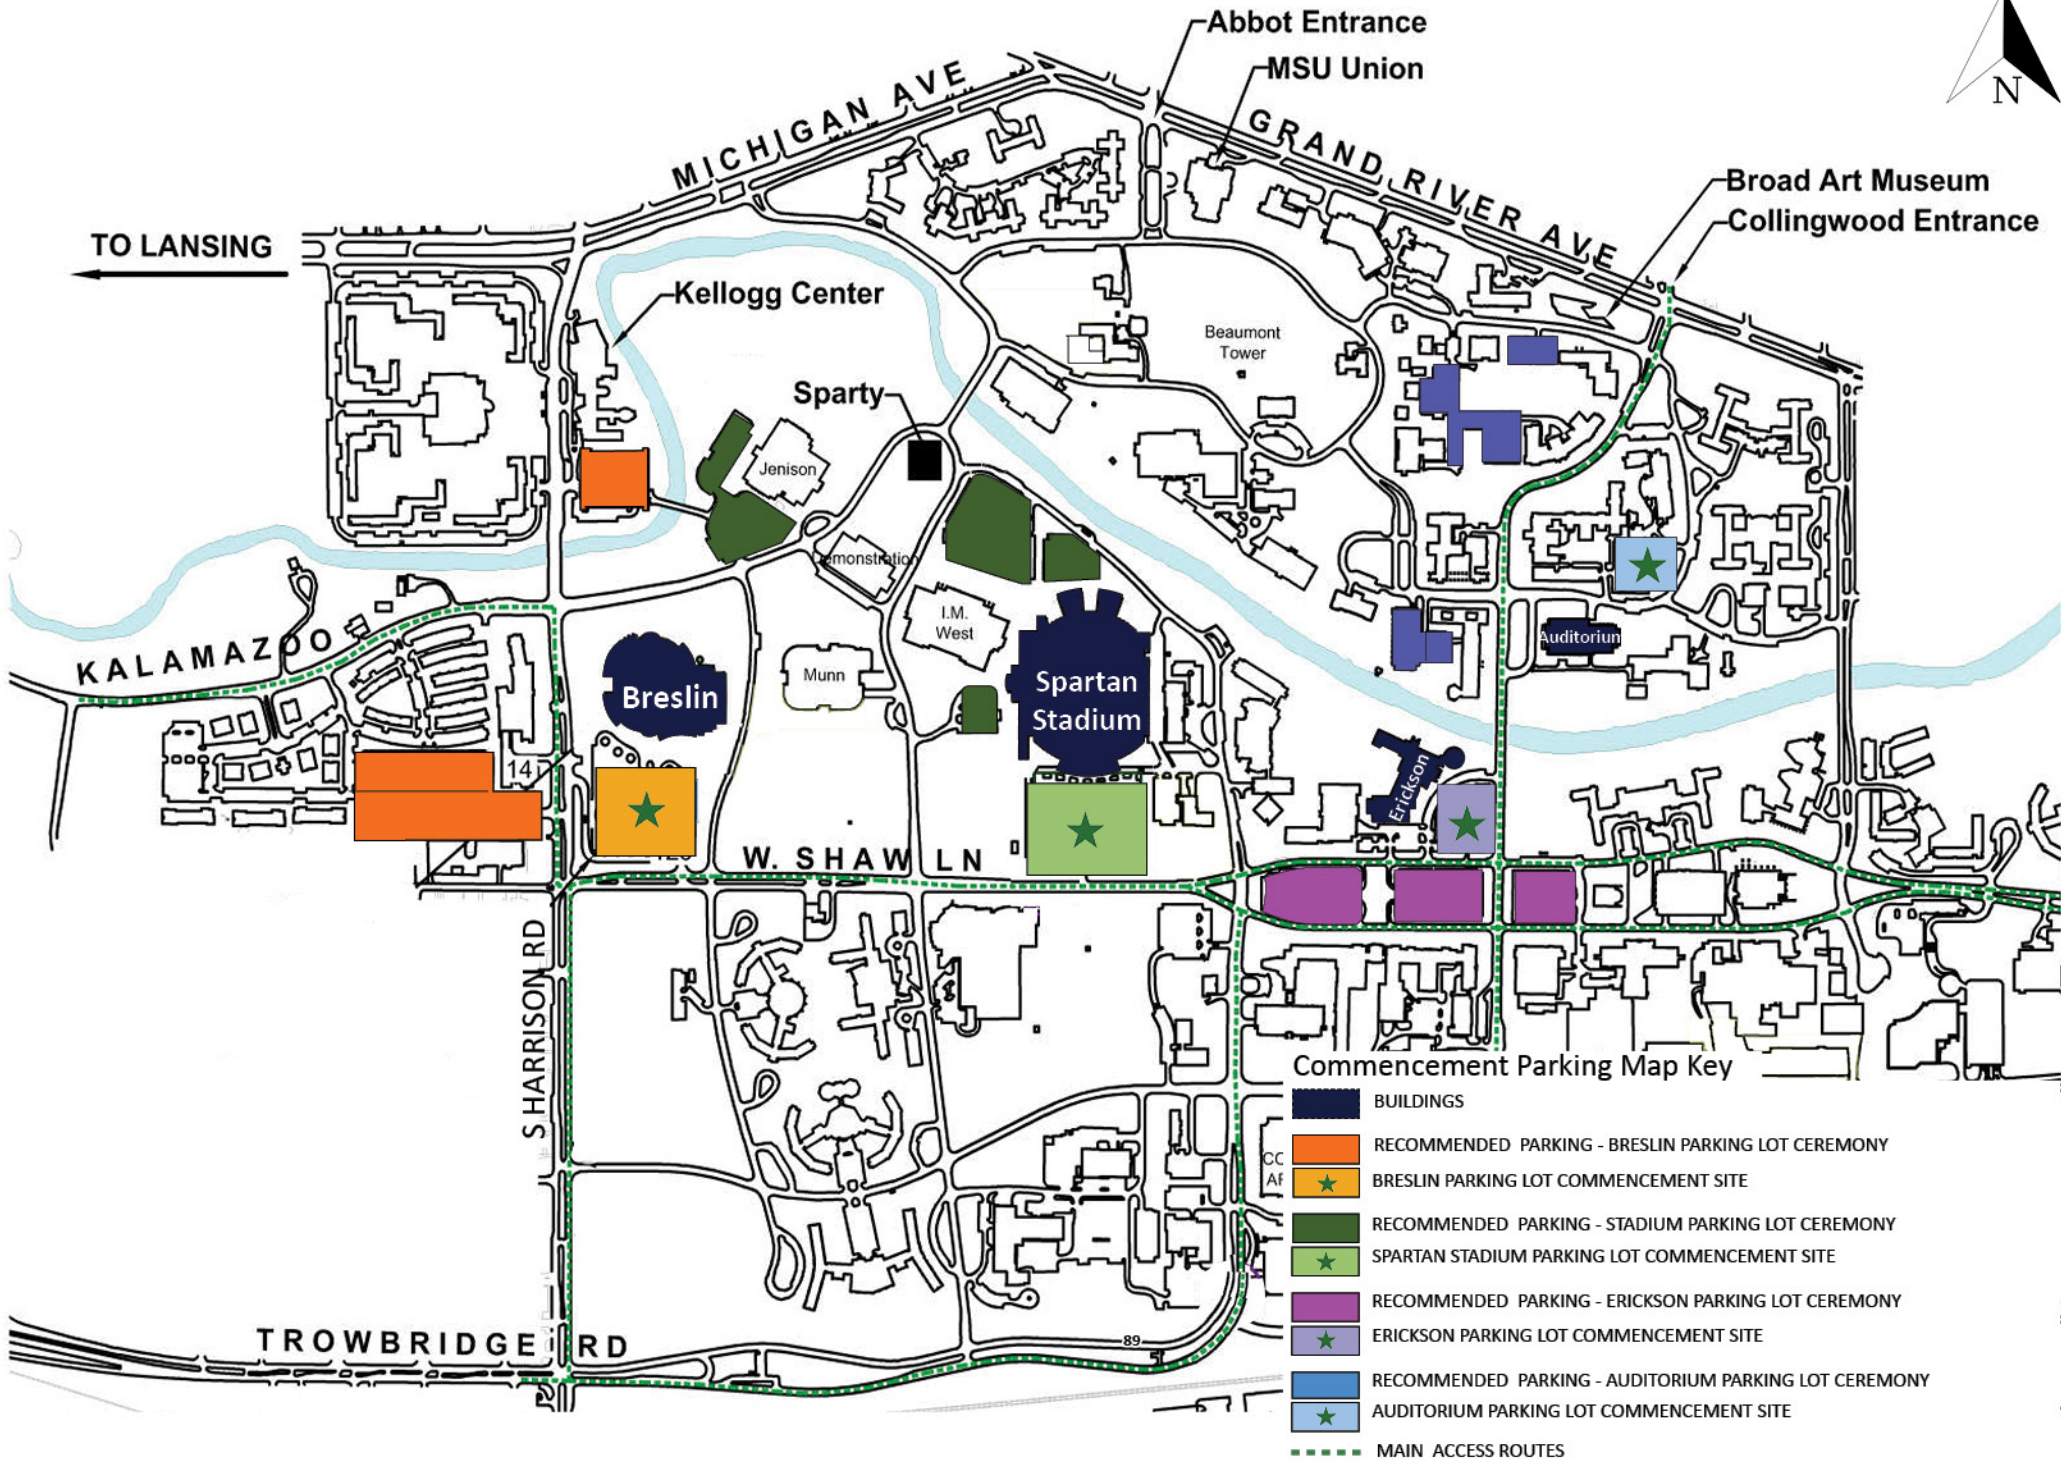 Abbot Entrance
MSU Union
N
MICHIGAN AVE
GRAND RIVER AVE
Broad Art Museum
Collingwood Entrance
TO LANSING
Kellogg Center
Beaumont
Tower
Sparty
Jenison
Demonstration
I.M.
West
KALAMAZOO
Auditoriun
Munn
Breslin
Spartan
Stadium
14
Erickson
W. SHAW LN
S HARRISON RD
TROWBRIDGE RD
89
Commencement Parking Map Key
BUILDINGS
RECOMMENDED PARKING - BRESLIN PARKING LOT CEREMONY
BRESLIN PARKING LOT COMMENCEMENT SITE
RECOMMENDED PARKING - STADIUM PARKING LOT CEREMONY
SPARTAN STADIUM PARKING LOT COMMENCEMENT SITE
RECOMMENDED PARKING - ERICKSON PARKING LOT CEREMONY
ERICKSON PARKING LOT COMMENCEMENT SITE
RECOMMENDED PARKING - AUDITORIUM PARKING LOT CEREMONY
AUDITORIUM PARKING LOT COMMENCEMENT SITE
MAIN ACCESS ROUTES